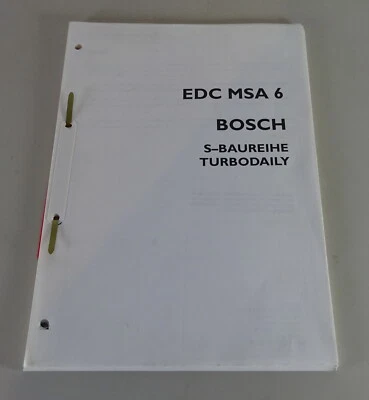 EDC MSA 6
BOSCH
S–BAUREIHE
TURBODAILY